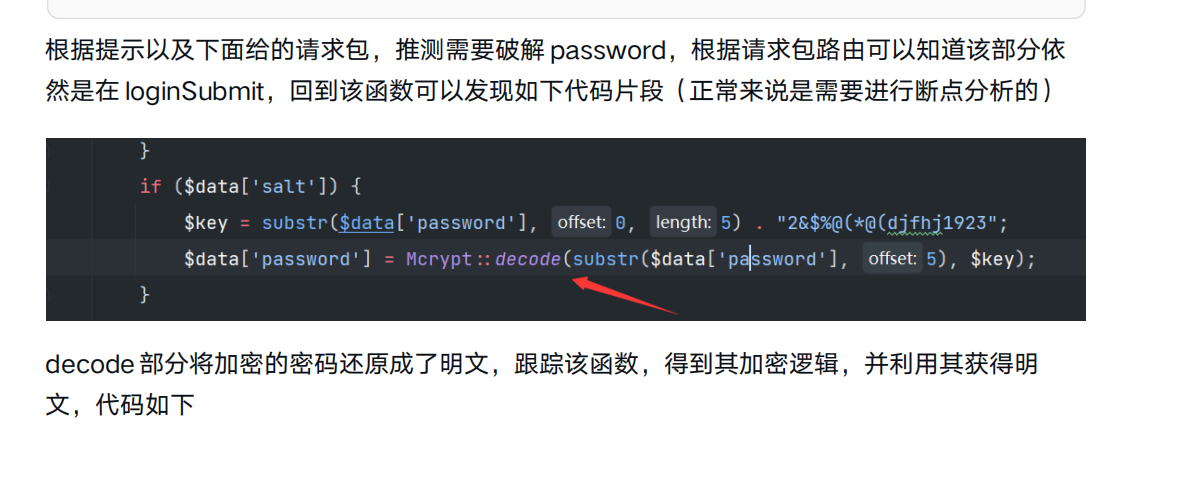 根据提示以及下面给的请求包，推测需要破解 password，根据请求包路由可以知道该部分依
然是在 loginSubmit，回到该函数可以发现如下代码片段（正常来说是需要进行断点分析的）
}
if ($data['salt']) {
$key = substr($data['password'], offset: 0, length: 5) . "2&$%@(*@(djfhj1923";
$data['password'] = Mcrypt::decode(substr($data['password'], offset: 5), $key);
}
decode 部分将加密的密码还原成了明文，跟踪该函数，得到其加密逻辑，并利用其获得明
文，代码如下